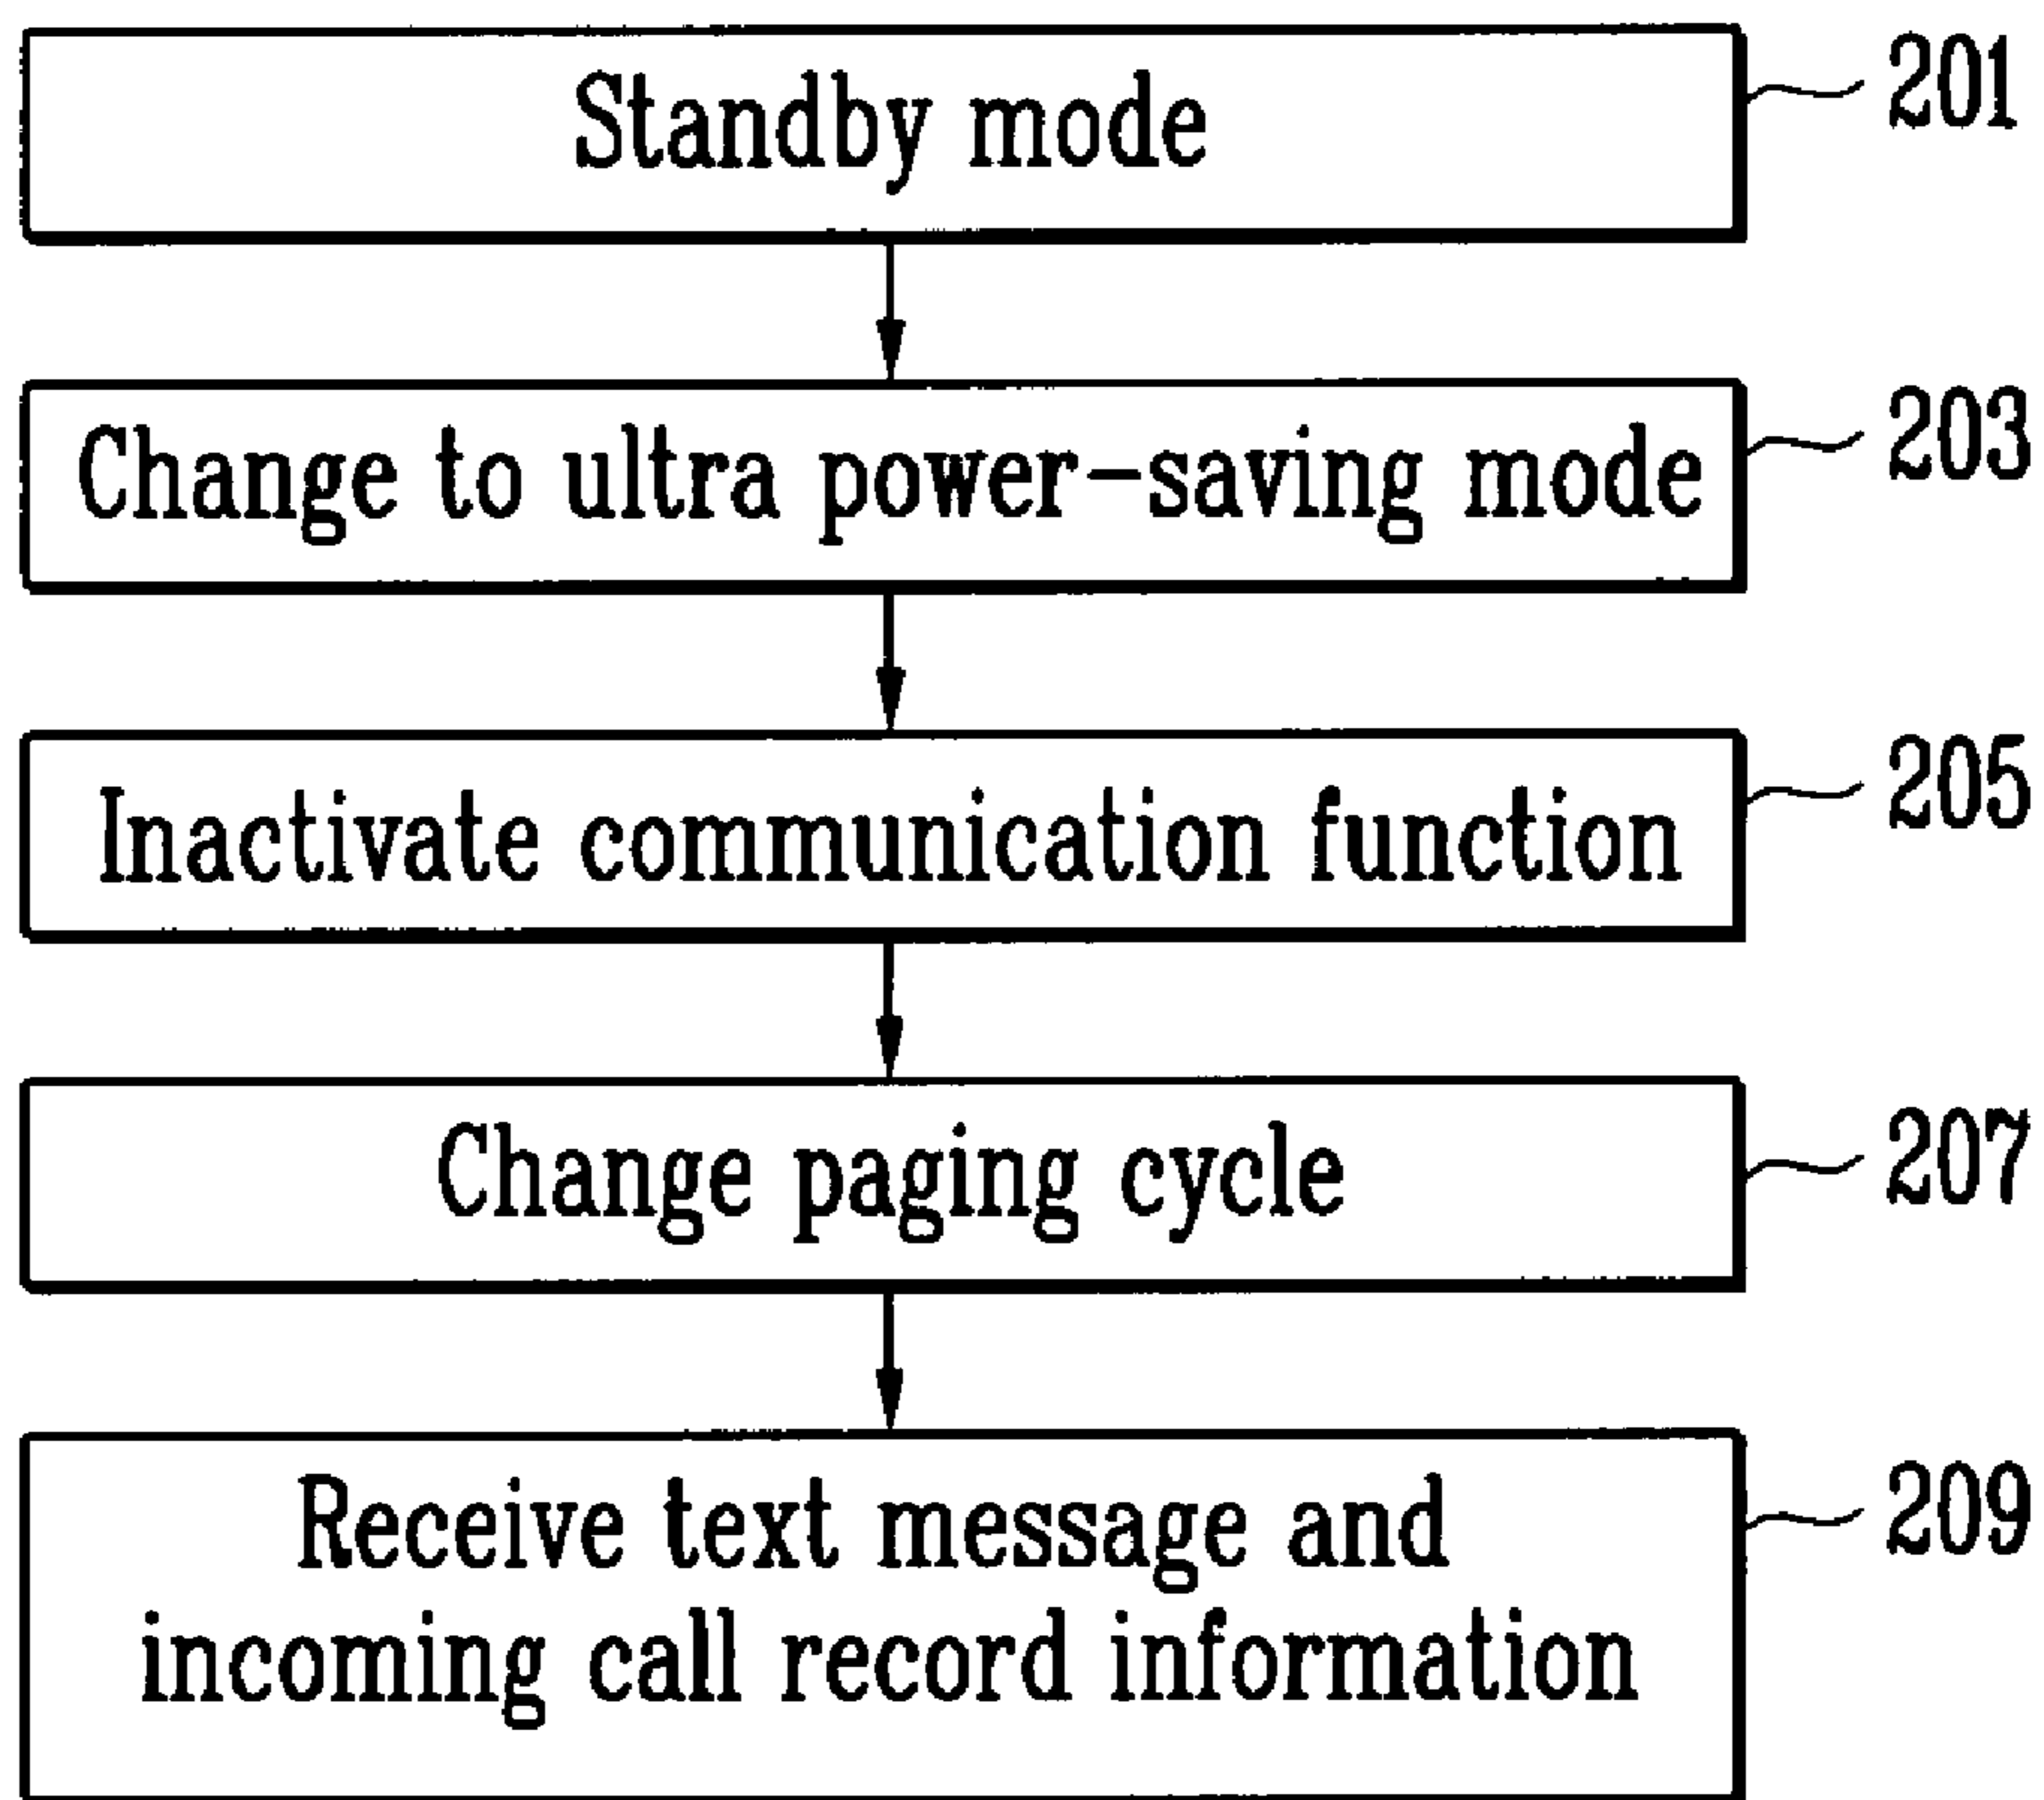 Standby mode 201
Change to ultra power-saving mode 203
Inactivate communication function 205
Change paging cycle 207
Receive text message and 209
incoming call record information